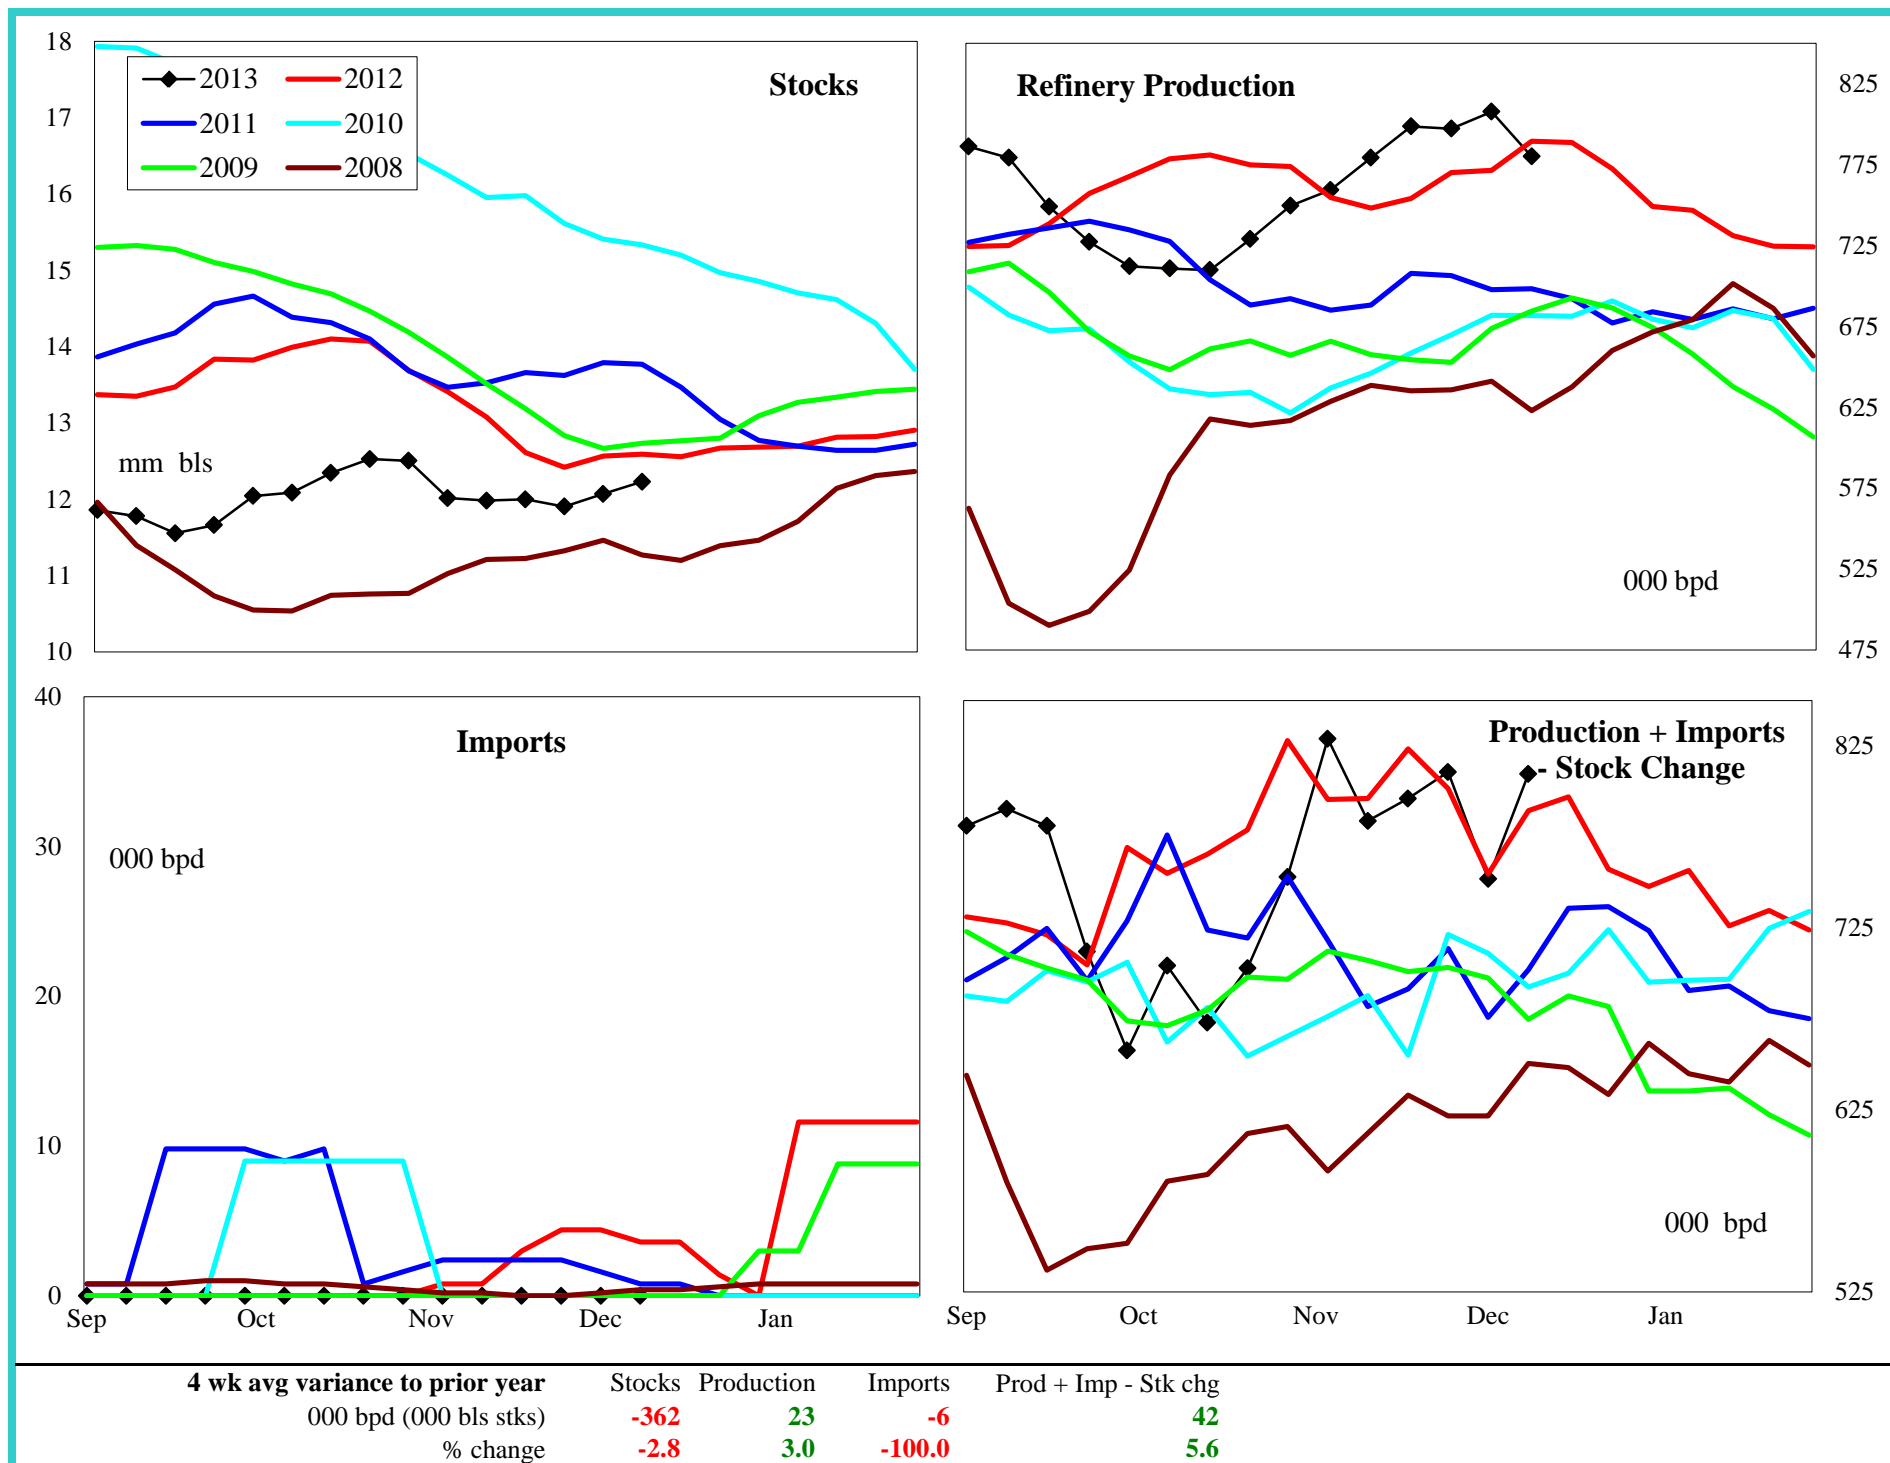 Stocks
2013
2012
2011
2010
2009
2008
mm bls
18
17
16
15
14
13
12
11
10
Refinery Production
000 bpd
825
775
725
675
625
575
525
475
Imports
000 bpd
40
30
20
10
0
Sep Oct Nov Dec Jan
Production + Imports
- Stock Change
000 bpd
825
725
625
525
Sep Oct Nov Dec Jan
4 wk avg variance to prior year Stocks Production Imports Prod + Imp - Stk chg
000 bpd (000 bls stks) -362 23 -6 42
% change -2.8 3.0 -100.0 5.6